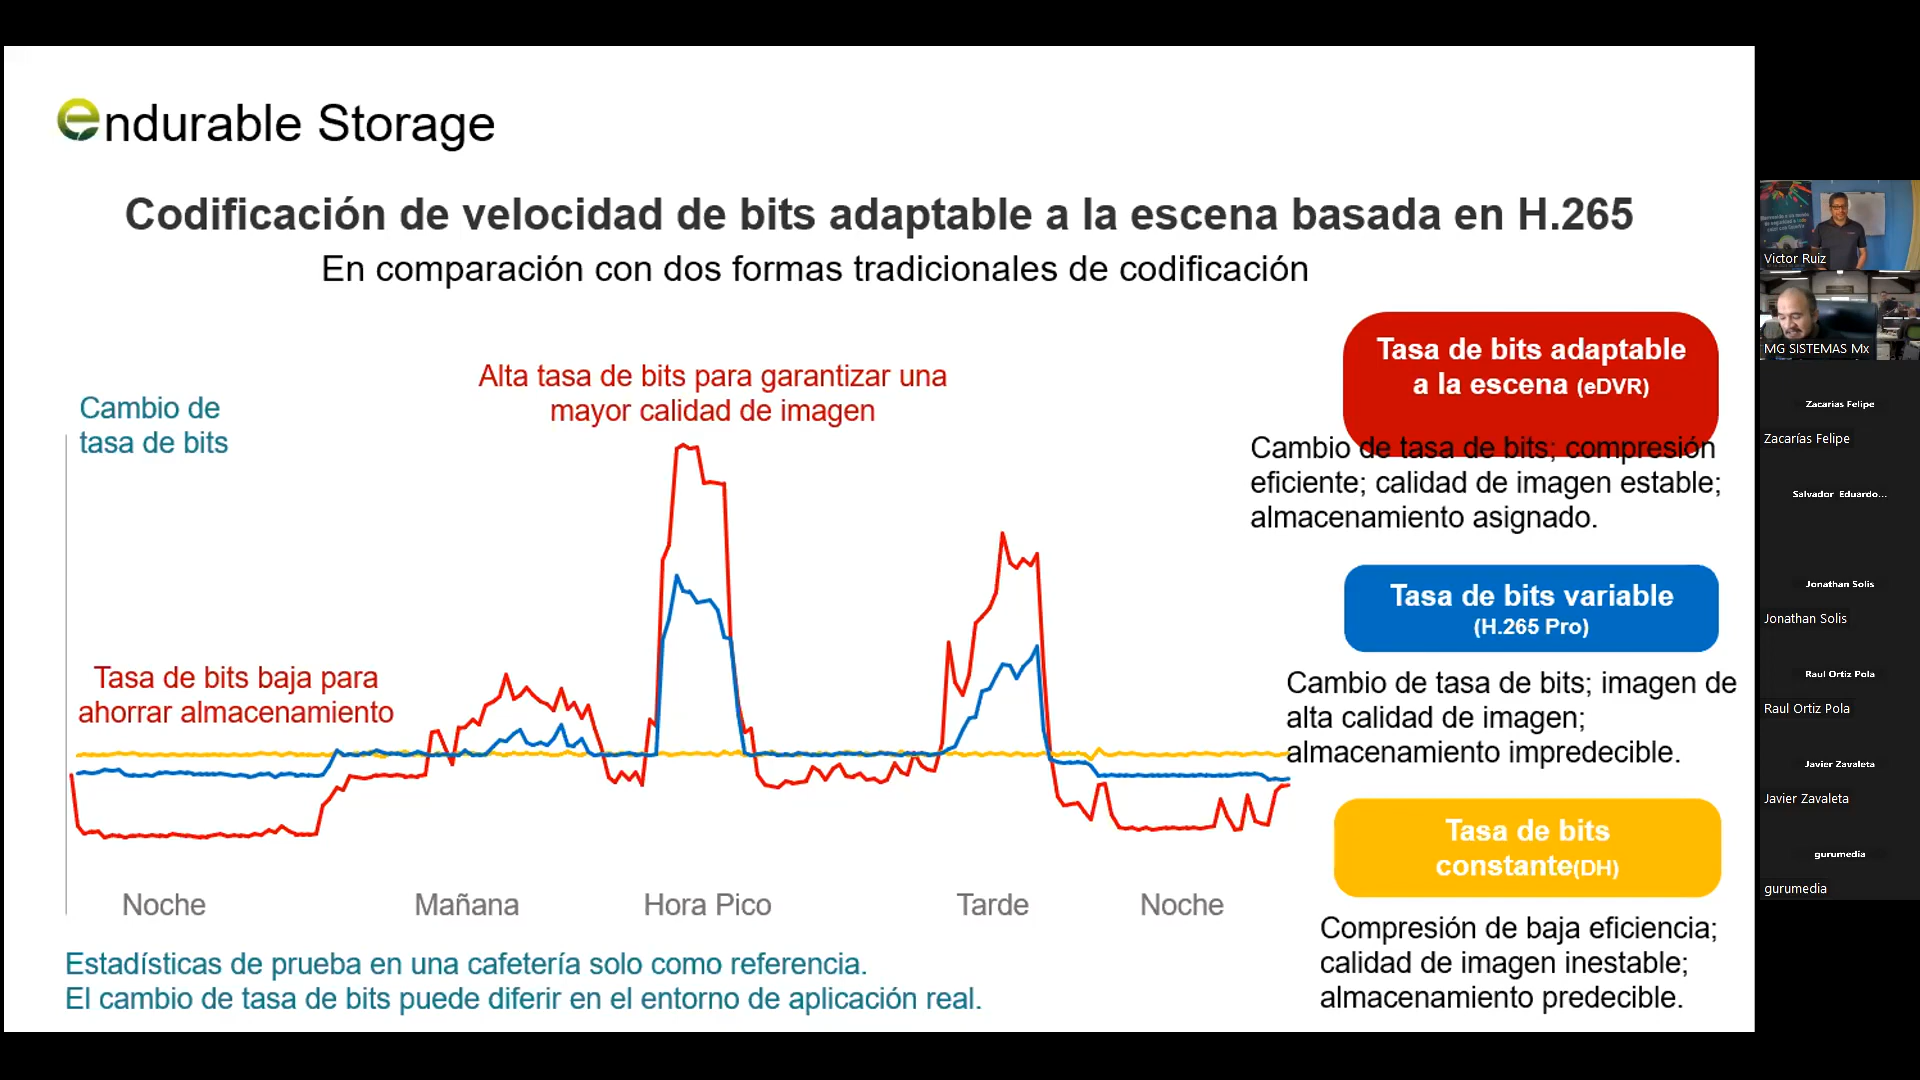 endurable Storage
Codificación de velocidad de bits adaptable a la escena basada en H.265
En comparación con dos formas tradicionales de codificación
Cambio de
tasa de bits
Alta tasa de bits para garantizar una
mayor calidad de imagen
Tasa de bits baja para
ahorrar almacenamiento
Noche
Mañana
Hora Pico
Tarde
Noche
Estadísticas de prueba en una cafetería solo como referencia.
El cambio de tasa de bits puede diferir en el entorno de aplicación real.
Tasa de bits adaptable
a la escena (eDVR)
Cambio de tasa de bits; compresión
eficiente; calidad de imagen estable;
almacenamiento asignado.
Tasa de bits variable
(H.265 Pro)
Cambio de tasa de bits; imagen de
alta calidad de imagen;
almacenamiento impredecible.
Tasa de bits
constante(DH)
Compresión de baja eficiencia;
calidad de imagen inestable;
almacenamiento predecible.
Victor Ruiz
MG SISTEMAS Mx
Zacarias Felipe
Zacarías Felipe
Salvador Eduardo...
Jonathan Solis
Jonathan Solis
Raul Ortiz Pola
Raul Ortiz Pola
Javier Zavaleta
Javier Zavaleta
gurumedia
gurumedia